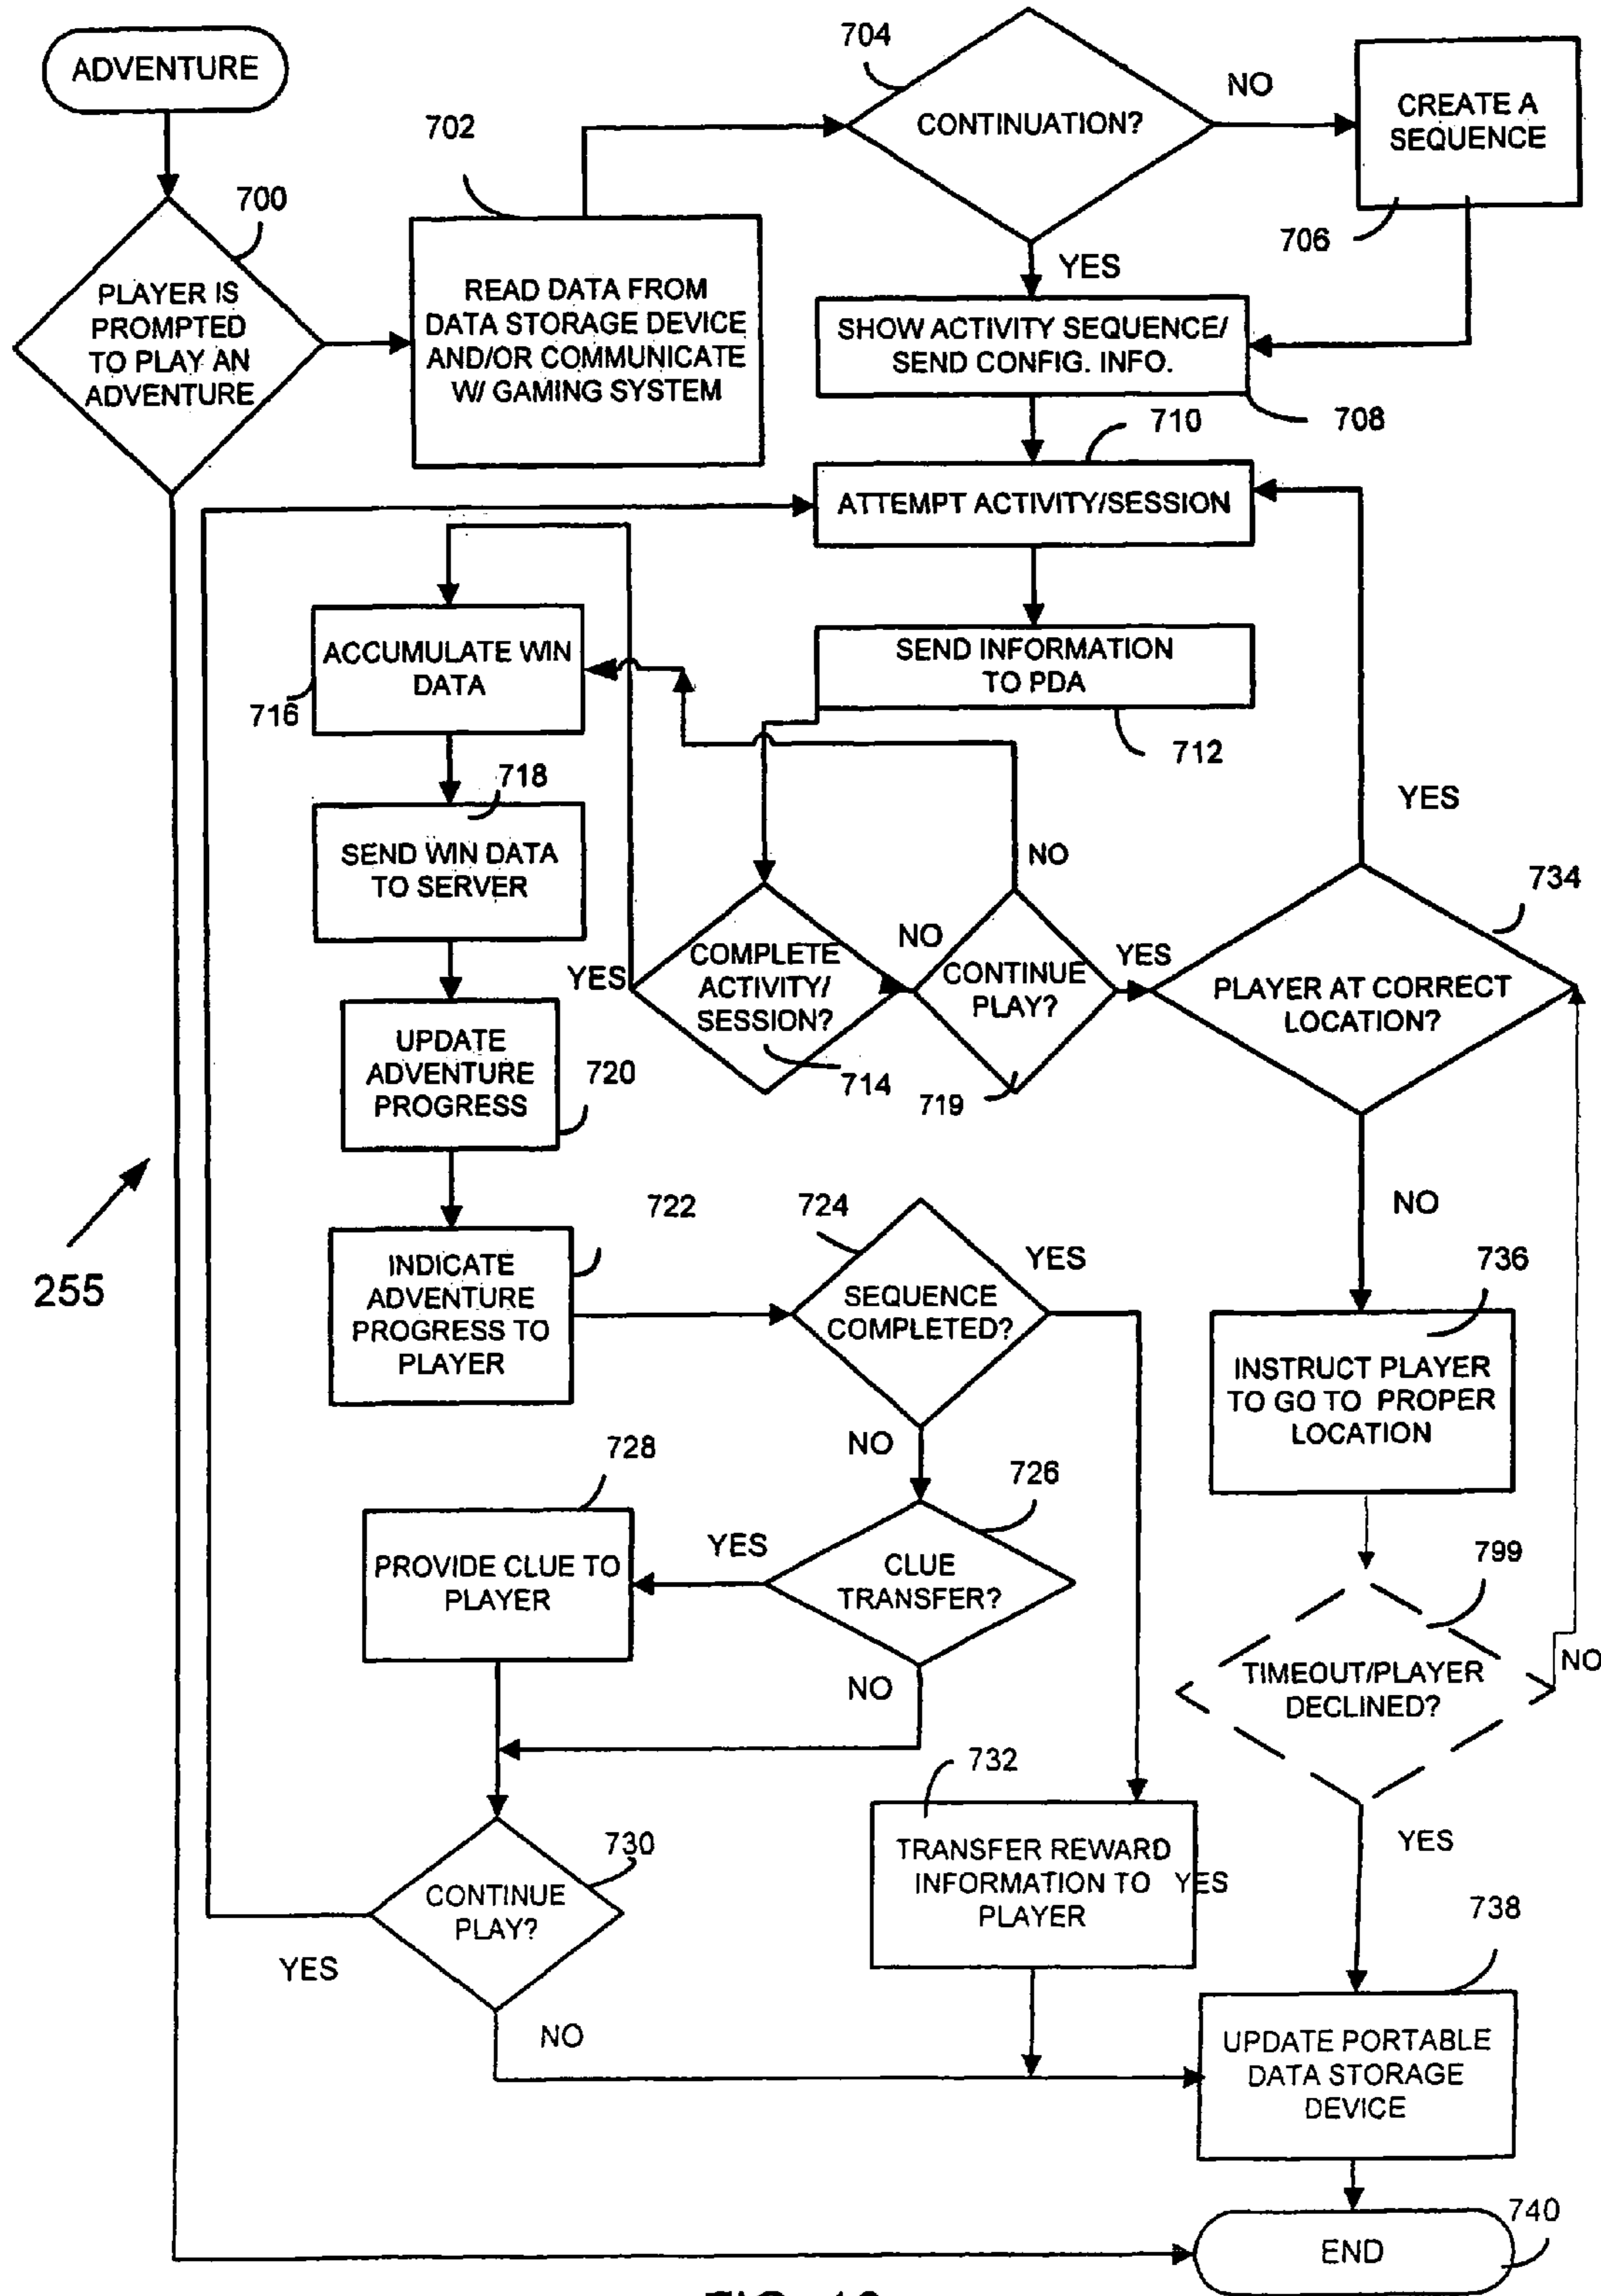 ADVENTURE
700
PLAYER IS
PROMPTED
TO PLAY AN
ADVENTURE
702
READ DATA FROM
DATA STORAGE DEVICE
AND/OR COMMUNICATE
W/ GAMING SYSTEM
704
CONTINUATION?
NO
CREATE A
SEQUENCE
706
YES
SHOW ACTIVITY SEQUENCE/
SEND CONFIG. INFO.
708
710
ATTEMPT ACTIVITY/SESSION
SEND INFORMATION
TO PDA
712
ACCUMULATE WIN
DATA
716
718
SEND WIN DATA
TO SERVER
YES
COMPLETE
ACTIVITY/
SESSION?
714
NO
CONTINUE
PLAY?
719
NO
YES
YES
734
PLAYER AT CORRECT
LOCATION?
UPDATE
ADVENTURE
PROGRESS
720
255
722
INDICATE
ADVENTURE
PROGRESS TO
PLAYER
724
SEQUENCE
COMPLETED?
YES
NO
NO
736
INSTRUCT PLAYER
TO GO TO PROPER
LOCATION
728
PROVIDE CLUE TO
PLAYER
YES
726
CLUE
TRANSFER?
NO
799
TIMEOUT/PLAYER
DECLINED?
NO
YES
730
CONTINUE
PLAY?
YES
NO
732
TRANSFER REWARD
INFORMATION TO YES
PLAYER
738
UPDATE PORTABLE
DATA STORAGE
DEVICE
740
END